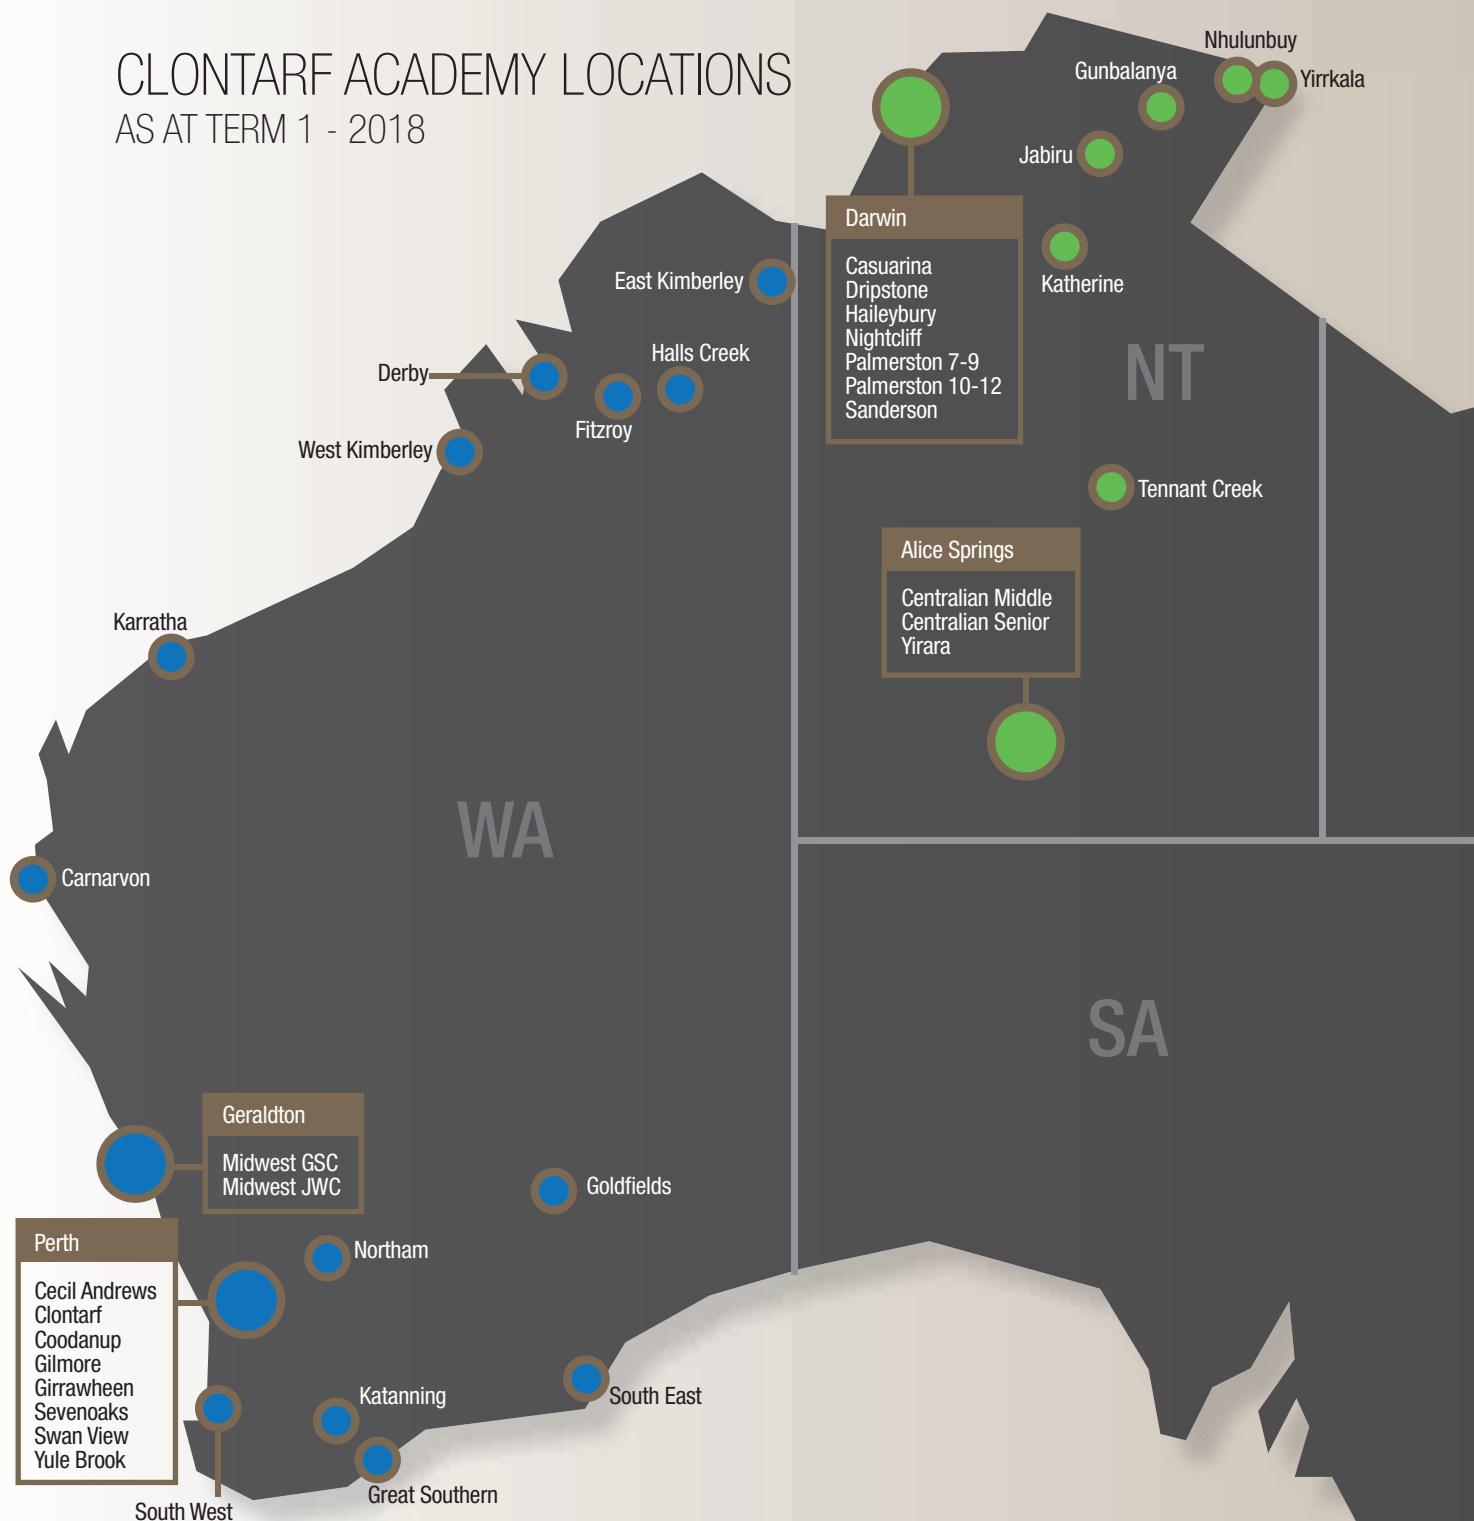 CLONTARF ACADEMY LOCATIONS
AS AT TERM 1 - 2018
Nhulunbuy
Gunbalanya
Yirrkala
Jabiru
Darwin
Casuarina
Dripstone
Haileybury
Nightcliff
Palmerston 7-9
Palmerston 10-12
Sanderson
Katherine
East Kimberley
Halls Creek
Derby
Fitzroy
West Kimberley
NT
Tennant Creek
Alice Springs
Centralian Middle
Centralian Senior
Yirara
Karratha
WA
Carnarvon
SA
Geraldton
Midwest GSC
Midwest JWC
Goldfields
Northam
Perth
Cecil Andrews
Clontarf
Coodanup
Gilmore
Girrawheen
Sevenoaks
Swan View
Yule Brook
Katanning
South East
Great Southern
South West